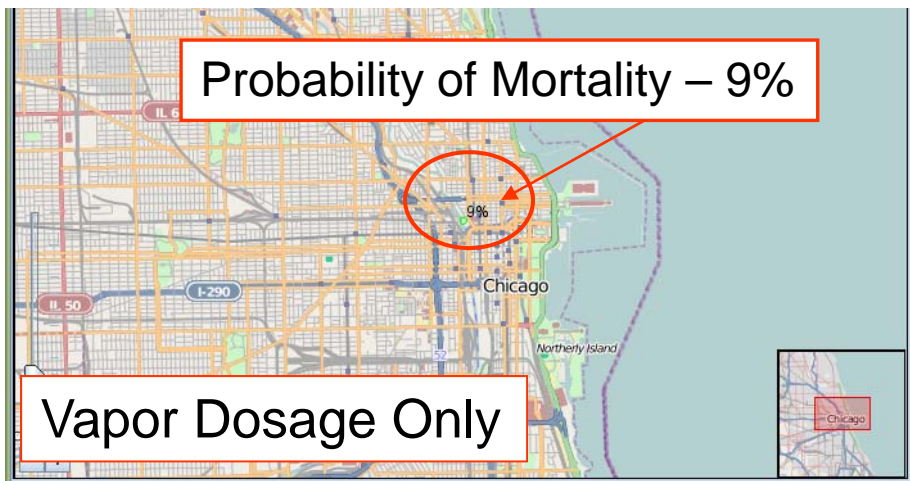 Probability of Mortality – 9%
IL 6
9%
I-290
IL 50
Chicago
Northerly Island
52
Chicago
Vapor Dosage Only